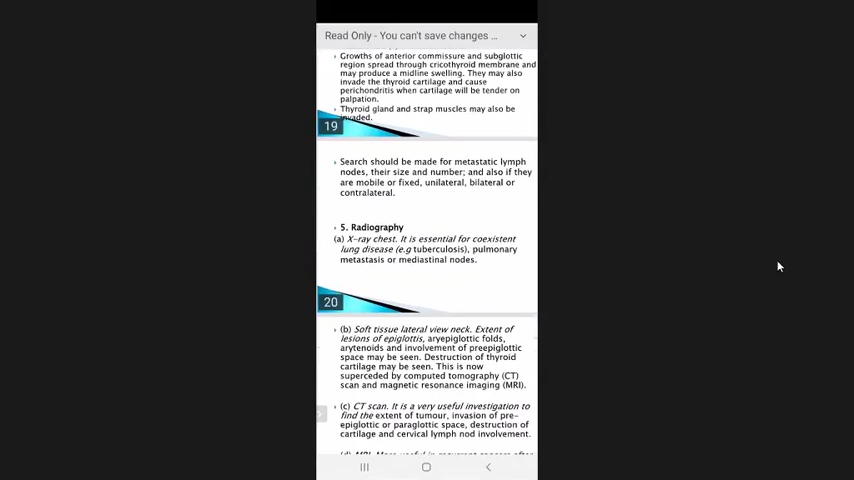 Read Only - You can't save changes ...
Growths of anterior commissure and subglottic
region spread through cricothyroid membrane and
may produce a midline swelling. They may also
invade the thyroid cartilage and cause
perichondritis when cartilage will be tender on
palpation.
Thyroid gland and strap muscles may also be
invaded.
19
Search should be made for metastatic lymph
nodes, their size and number; and also if they
are mobile or fixed, unilateral, bilateral or
contralateral.
5. Radiography
(a) X-ray chest. It is essential for coexistent
lung disease (e.g tuberculosis), pulmonary
metastasis or mediastinal nodes.
20
(b) Soft tissue lateral view neck. Extent of
lesions of epiglottis, aryepiglottic folds,
arytenoids and involvement of preepiglottic
space may be seen. Destruction of thyroid
cartilage may be seen. This is now
superceded by computed tomography (CT)
scan and magnetic resonance imaging (MRI).
(c) CT scan. It is a very useful investigation to
find the extent of tumour, invasion of pre-
epiglottic or paraglottic space, destruction of
cartilage and cervical lymph nod involvement.